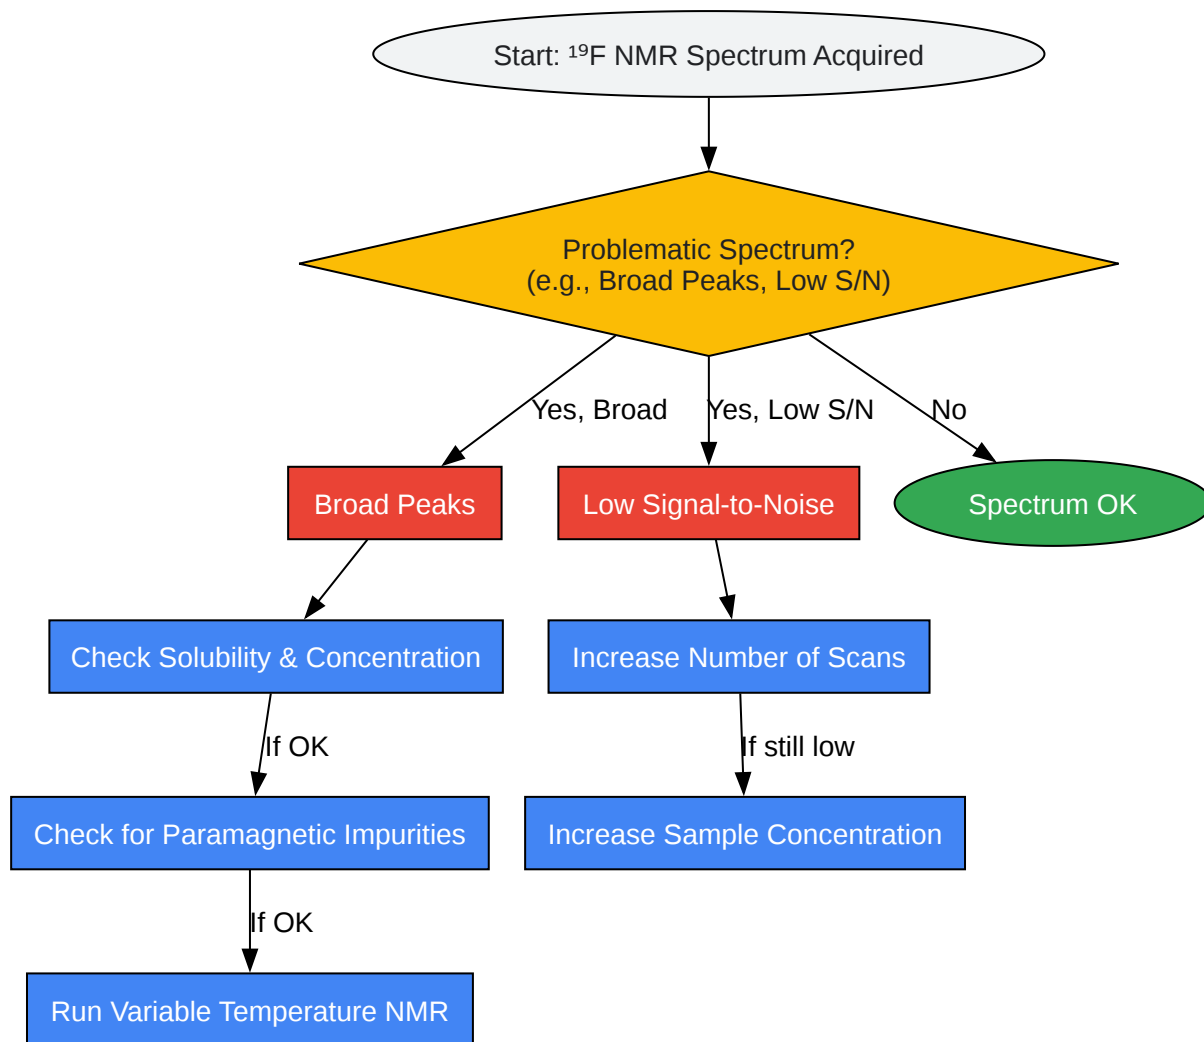 Start: ¹⁹F NMR Spectrum Acquired
Problematic Spectrum?
(e.g., Broad Peaks, Low S/N)
Yes, Broad
Yes, Low S/N
No
Broad Peaks
Low Signal-to-Noise
Spectrum OK
Check Solubility & Concentration
Increase Number of Scans
If OK
If still low
Check for Paramagnetic Impurities
Increase Sample Concentration
If OK
Run Variable Temperature NMR